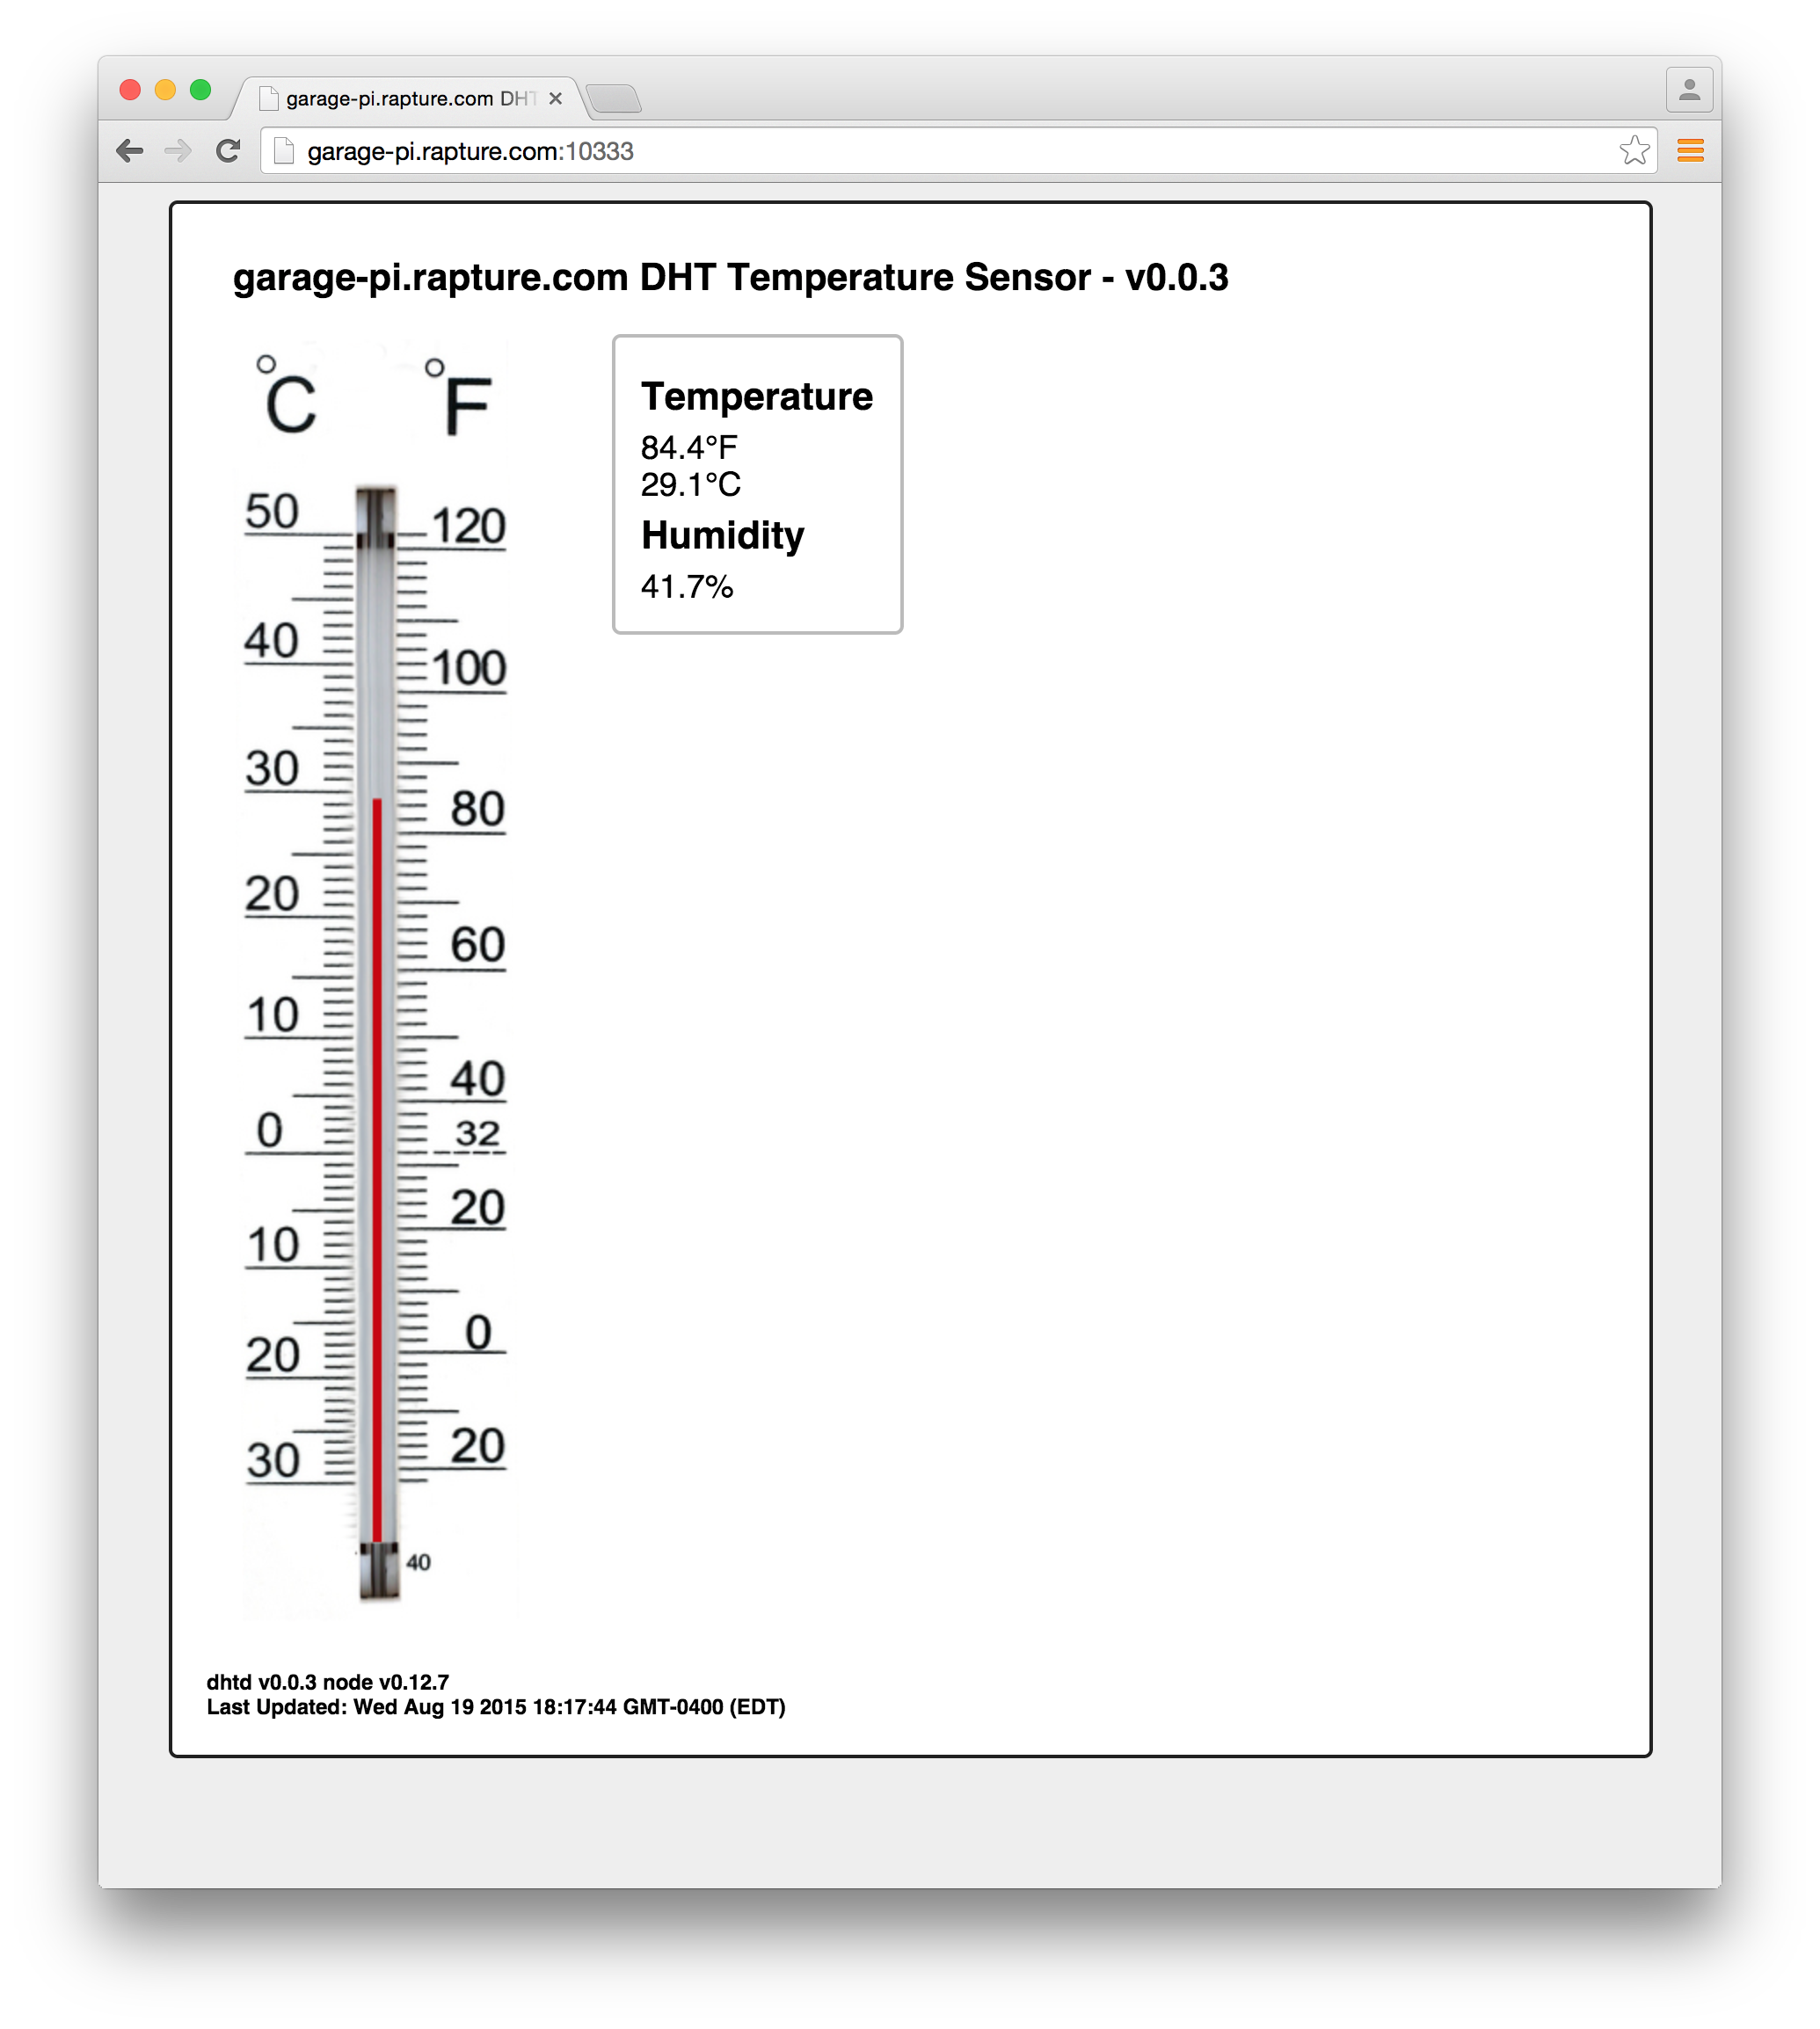 garage-pi.rapture.com DHT
garage-pi.rapture.com:10333
garage-pi.rapture.com DHT Temperature Sensor - v0.0.3
°C °F
Temperature
84.4°F
29.1°C
Humidity
41.7%
50 120
40 100
30 80
20 60
10 40
0 32
20
10
0
20
20
30
40
dhtd v0.0.3 node v0.12.7
Last Updated: Wed Aug 19 2015 18:17:44 GMT-0400 (EDT)